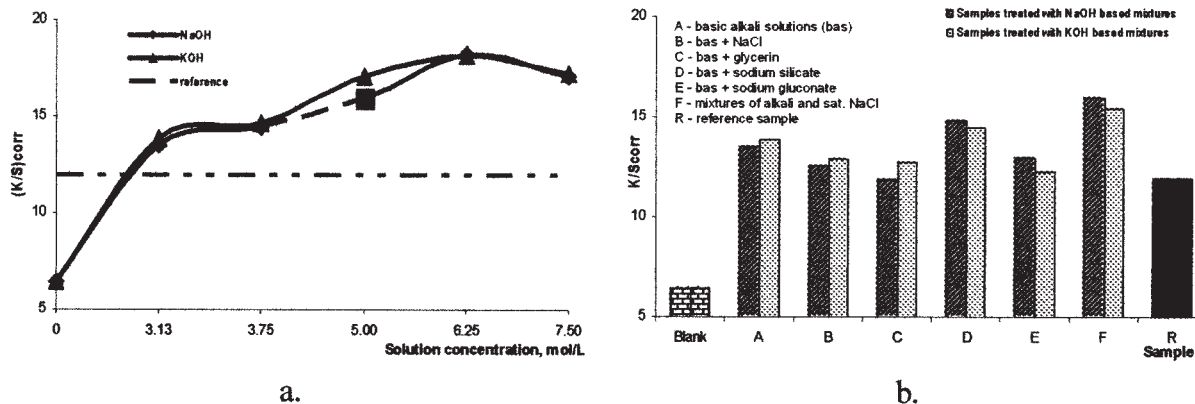 20
15
10
5
(K/S)corr
NaOH
KOH
reference
0 3.13 3.75 5.00 6.25 7.50
Solution concentration, mol/L
a.
20
15
10
5
K/Scorr
A - basic alkali solutions (bas)
B - bas + NaCl
C - bas + glycerin
D - bas + sodium silicate
E - bas + sodium gluconate
F - mixtures of alkali and sat. NaCl
R - reference sample
Samples treated with NaOH based mixtures
Samples treated with KOH based mixtures
Blank A B C D E F R
Sample
b.